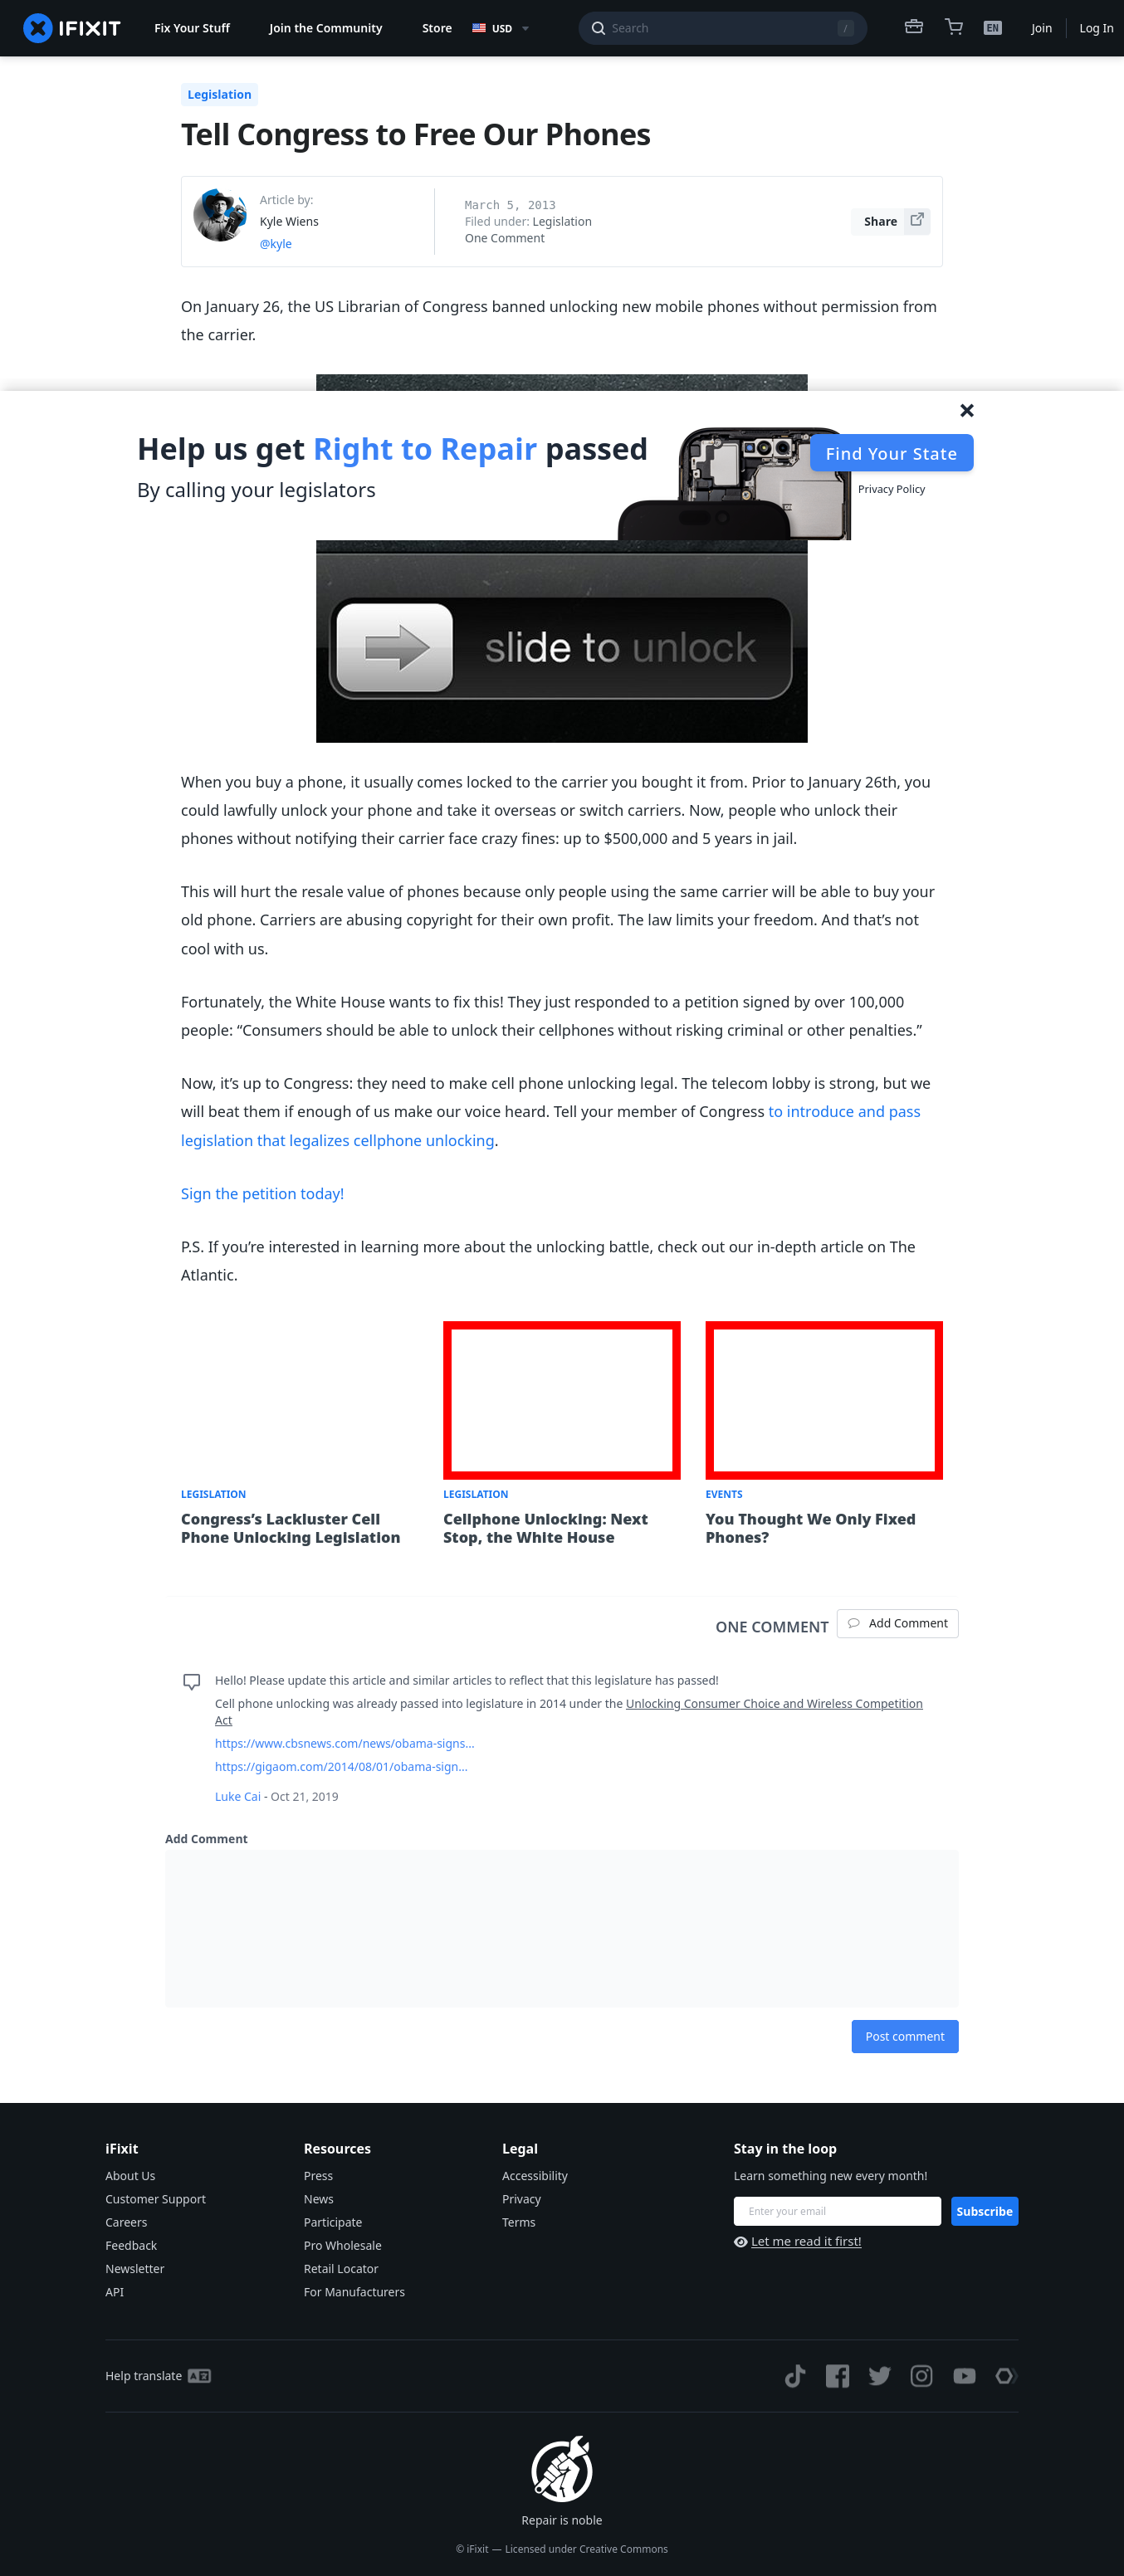 IFIXIT
Fix Your Stuff
Join the Community
Store
USD
Search
/
EN
Join
Log In
Legislation
Tell Congress to Free Our Phones
Article by:
Kyle Wiens
@kyle
March 5, 2013
Filed under: Legislation
One Comment
Share
On January 26, the US Librarian of Congress banned unlocking new mobile phones without permission from
the carrier.
Help us get Right to Repair passed
By calling your legislators
Find Your State
Privacy Policy
slide to unlock
When you buy a phone, it usually comes locked to the carrier you bought it from. Prior to January 26th, you
could lawfully unlock your phone and take it overseas or switch carriers. Now, people who unlock their
phones without notifying their carrier face crazy fines: up to $500,000 and 5 years in jail.
This will hurt the resale value of phones because only people using the same carrier will be able to buy your
old phone. Carriers are abusing copyright for their own profit. The law limits your freedom. And that’s not
cool with us.
Fortunately, the White House wants to fix this! They just responded to a petition signed by over 100,000
people: “Consumers should be able to unlock their cellphones without risking criminal or other penalties.”
Now, it’s up to Congress: they need to make cell phone unlocking legal. The telecom lobby is strong, but we
will beat them if enough of us make our voice heard. Tell your member of Congress to introduce and pass
legislation that legalizes cellphone unlocking.
Sign the petition today!
P.S. If you’re interested in learning more about the unlocking battle, check out our in-depth article on The
Atlantic.
LEGISLATION
Congress’s Lackluster Cell
Phone Unlocking Legislation
LEGISLATION
Cellphone Unlocking: Next
Stop, the White House
EVENTS
You Thought We Only Fixed
Phones?
ONE COMMENT
Add Comment
Hello! Please update this article and similar articles to reflect that this legislature has passed!
Cell phone unlocking was already passed into legislature in 2014 under the Unlocking Consumer Choice and Wireless Competition
Act
https://www.cbsnews.com/news/obama-signs...
https://gigaom.com/2014/08/01/obama-sign...
Luke Cai - Oct 21, 2019
Add Comment
Post comment
iFixit
About Us
Customer Support
Careers
Feedback
Newsletter
API
Resources
Press
News
Participate
Pro Wholesale
Retail Locator
For Manufacturers
Legal
Accessibility
Privacy
Terms
Stay in the loop
Learn something new every month!
Enter your email
Subscribe
Let me read it first!
Help translate
Repair is noble
© iFixit — Licensed under Creative Commons